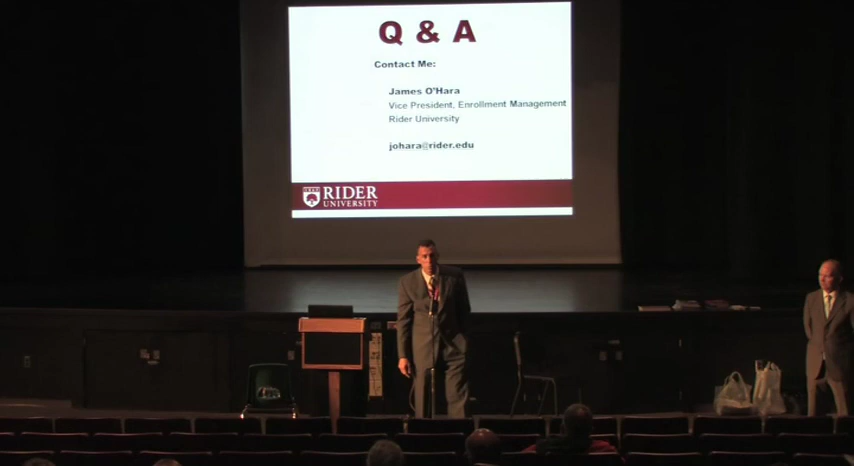 Q & A
Contact Me:
James O'Hara
Vice President, Enrollment Management
Rider University
johara@rider.edu
RIDER
UNIVERSITY